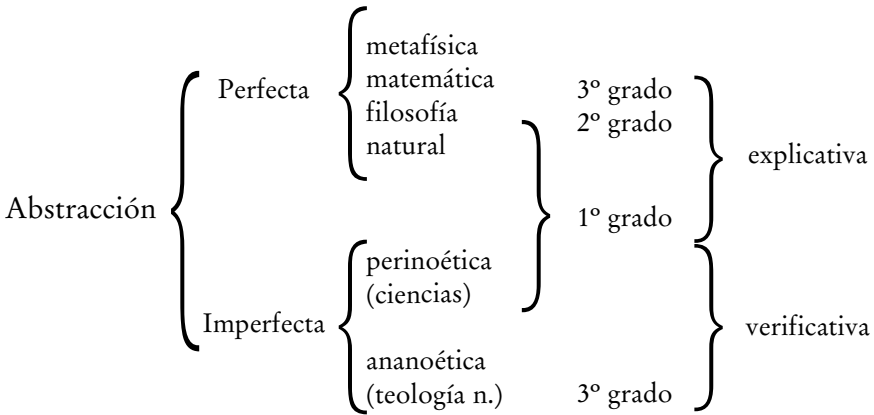 Abstracción
Perfecta
metafísica
matemática
filosofía
natural
3º grado
2º grado
1º grado
explicativa
Imperfecta
perinoética
(ciencias)
ananoética
(teología n.)
3º grado
verificativa